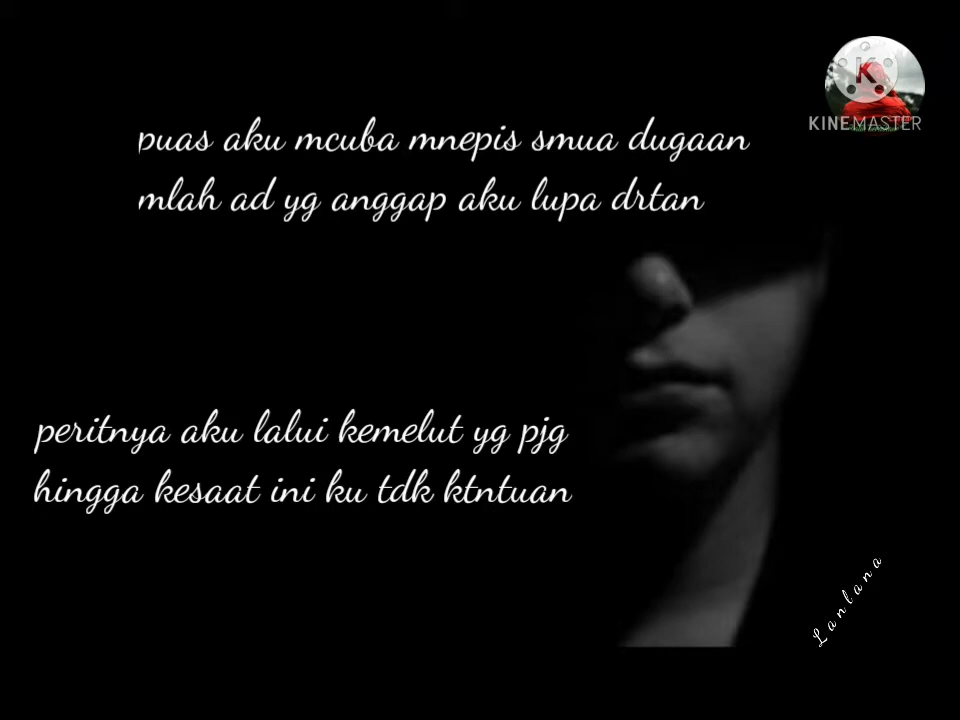 KINEMASTER
puas aku mcuba mnepis smua dugaan
mlah ad yg anggap aku lupa drtan
peritnya aku lalui kemelut yg pjg
hingga kesaat ini ku tdk ktntuan
Lanlana